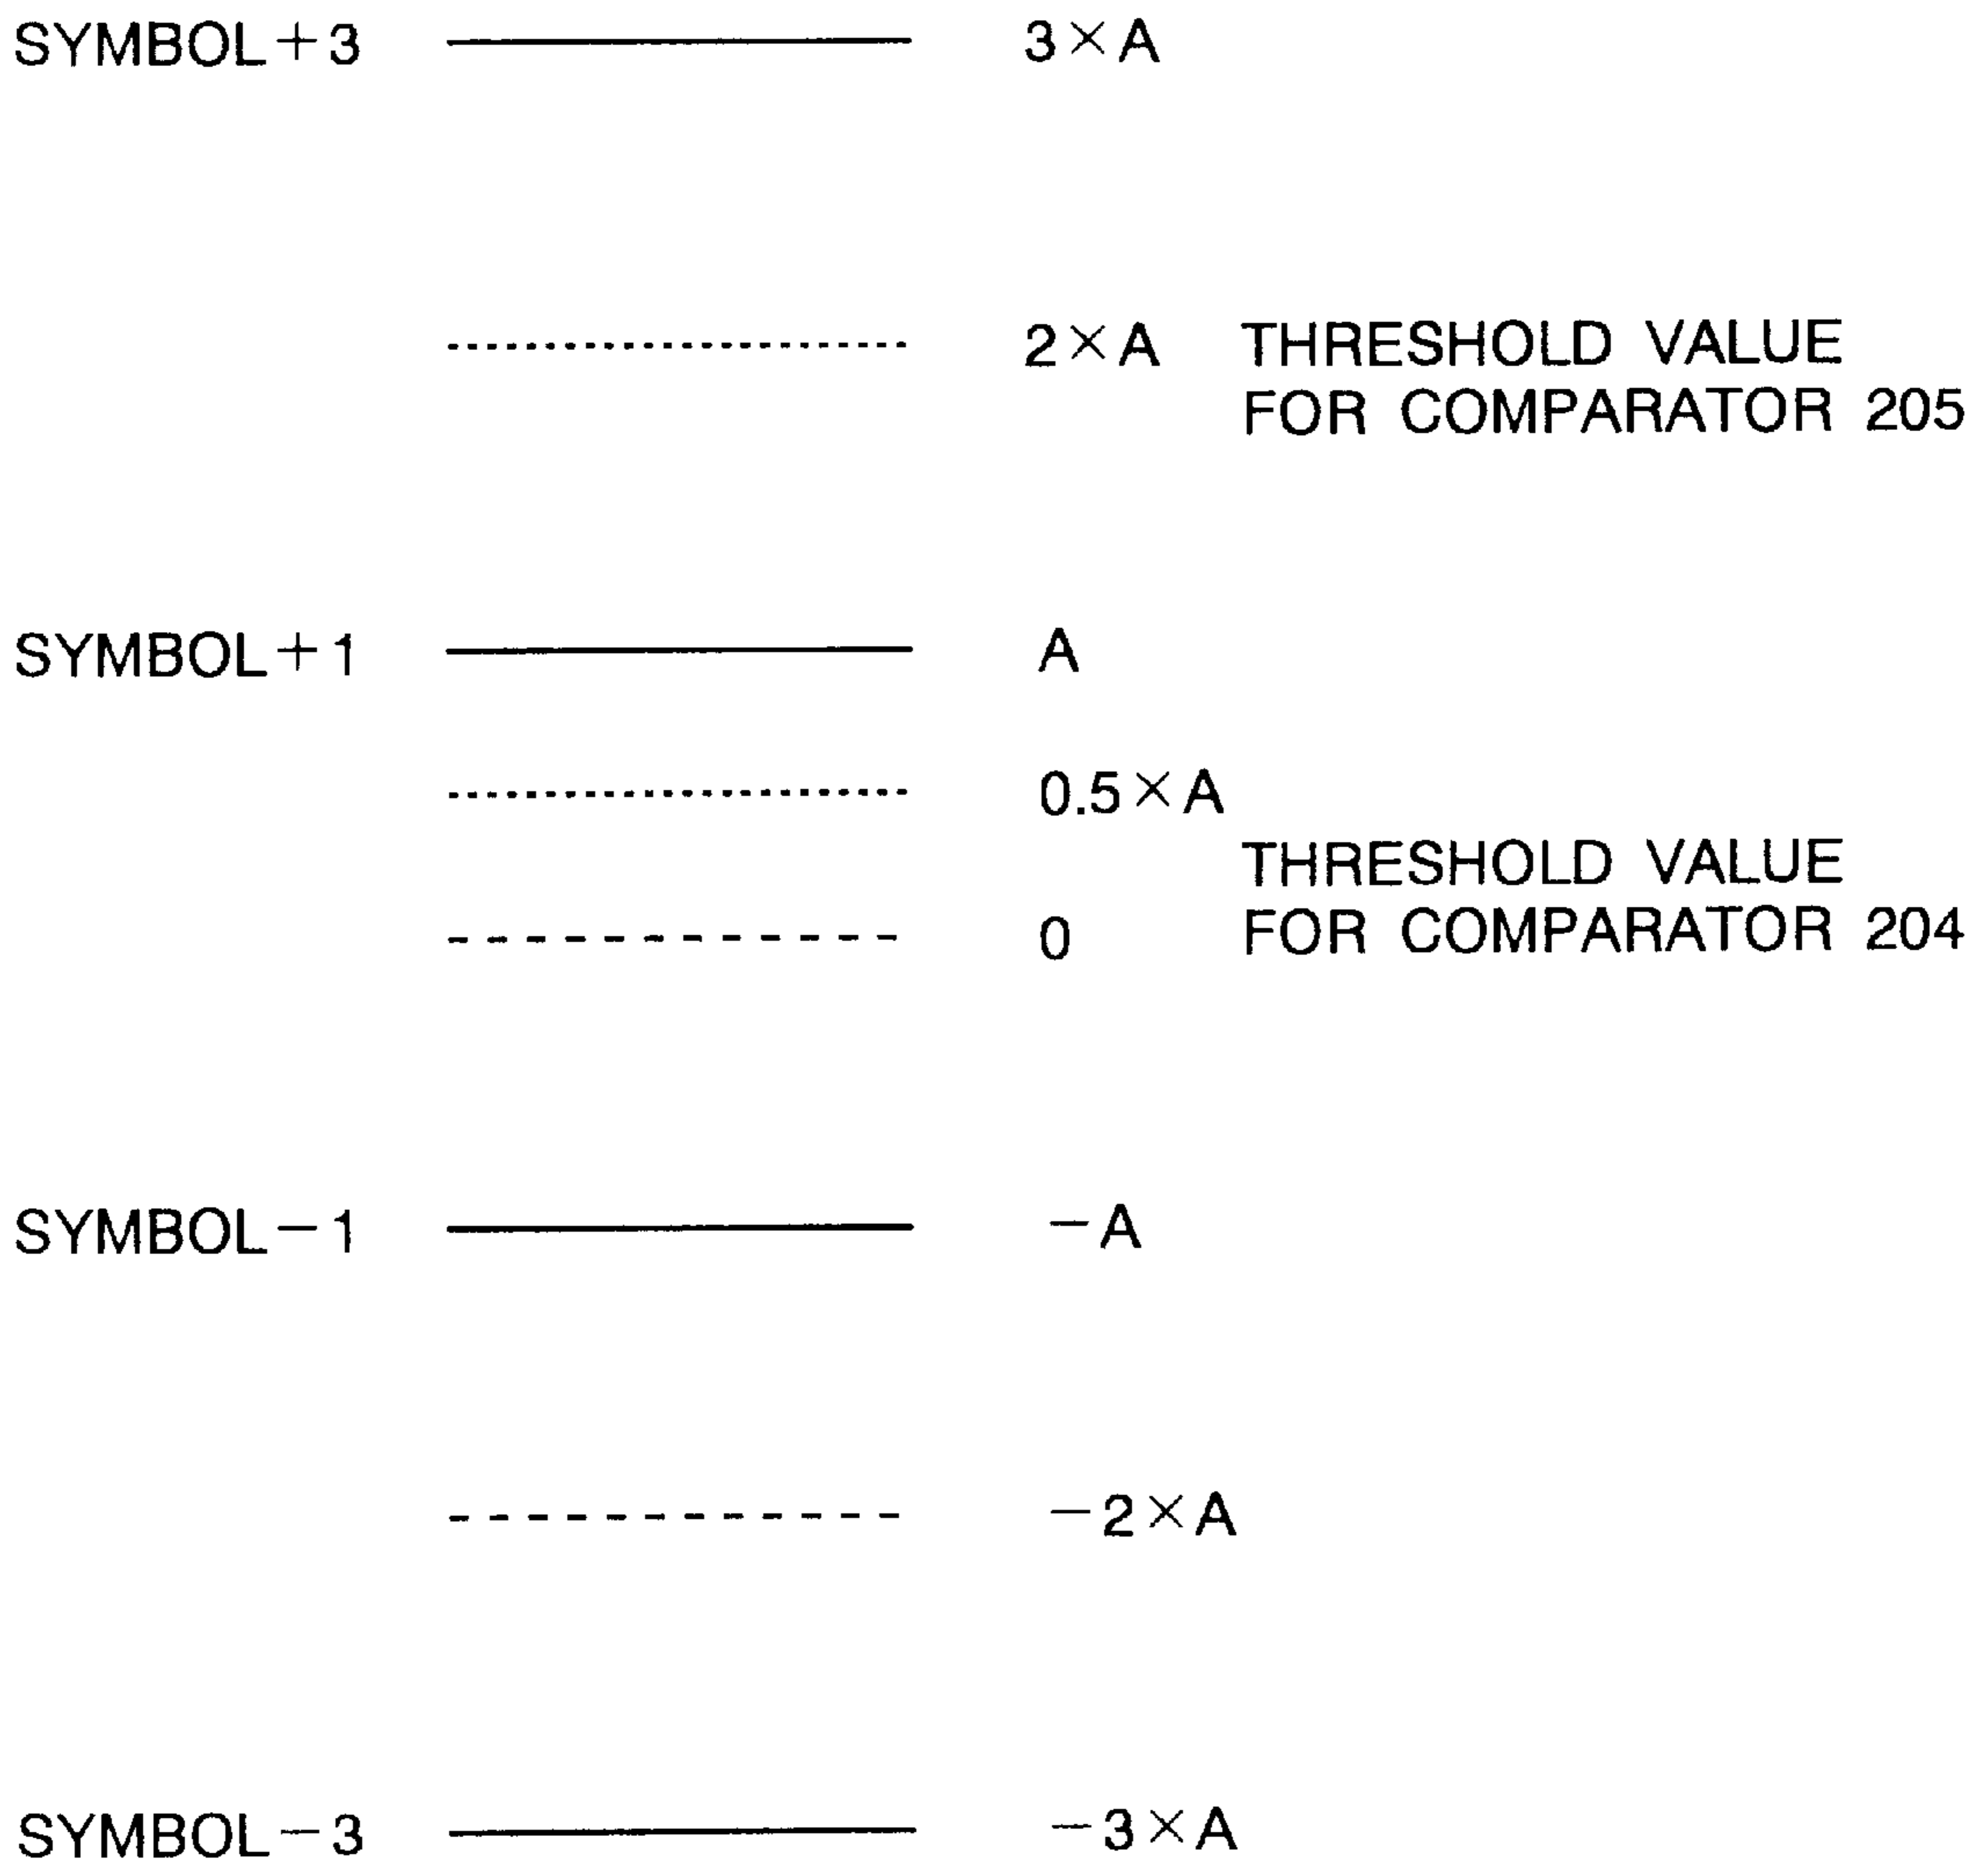 SYMBOL+3 3×A
2×A THRESHOLD VALUE
FOR COMPARATOR 205
SYMBOL+1 A
0.5×A
THRESHOLD VALUE
0 FOR COMPARATOR 204
SYMBOL−1 −A
−2×A
SYMBOL−3 −3×A